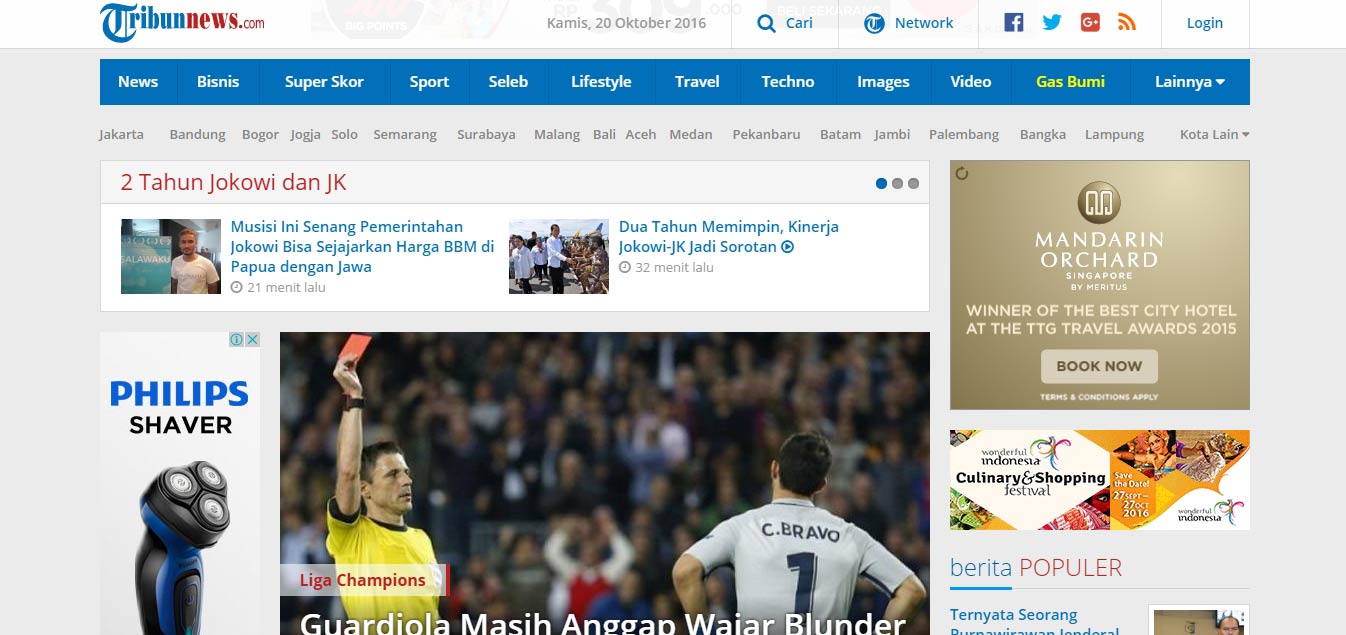 Tribunnews.com
Kamis, 20 Oktober 2016
Cari
Network
Login
BIG POINTS
News Bisnis Super Skor Sport Seleb Lifestyle Travel Techno Images Video Gas Bumi Lainnya
Jakarta Bandung Bogor Jogja Solo Semarang Surabaya Malang Bali Aceh Medan Pekanbaru Batam Jambi Palembang Bangka Lampung Kota Lain
2 Tahun Jokowi dan JK
Musisi Ini Senang Pemerintahan
Jokowi Bisa Sejajarkan Harga BBM di
Papua dengan Jawa
21 menit lalu
Dua Tahun Memimpin, Kinerja
Jokowi-JK Jadi Sorotan
32 menit lalu
PHILIPS
SHAVER
C.BRAVO
1
Liga Champions
Guardiola Masih Anggap Wajar Blunder
MANDARIN
ORCHARD
SINGAPORE
BY MERITUS
WINNER OF THE BEST CITY HOTEL
AT THE TTG TRAVEL AWARDS 2015
BOOK NOW
TERMS & CONDITIONS APPLY
wonderful
indonesia
Culinary & Shopping
festival
Save
the Date!
27 SEPT —
27 OCT
2016
wonderful
indonesia
berita POPULER
Ternyata Seorang
Purnawirawan Jenderal